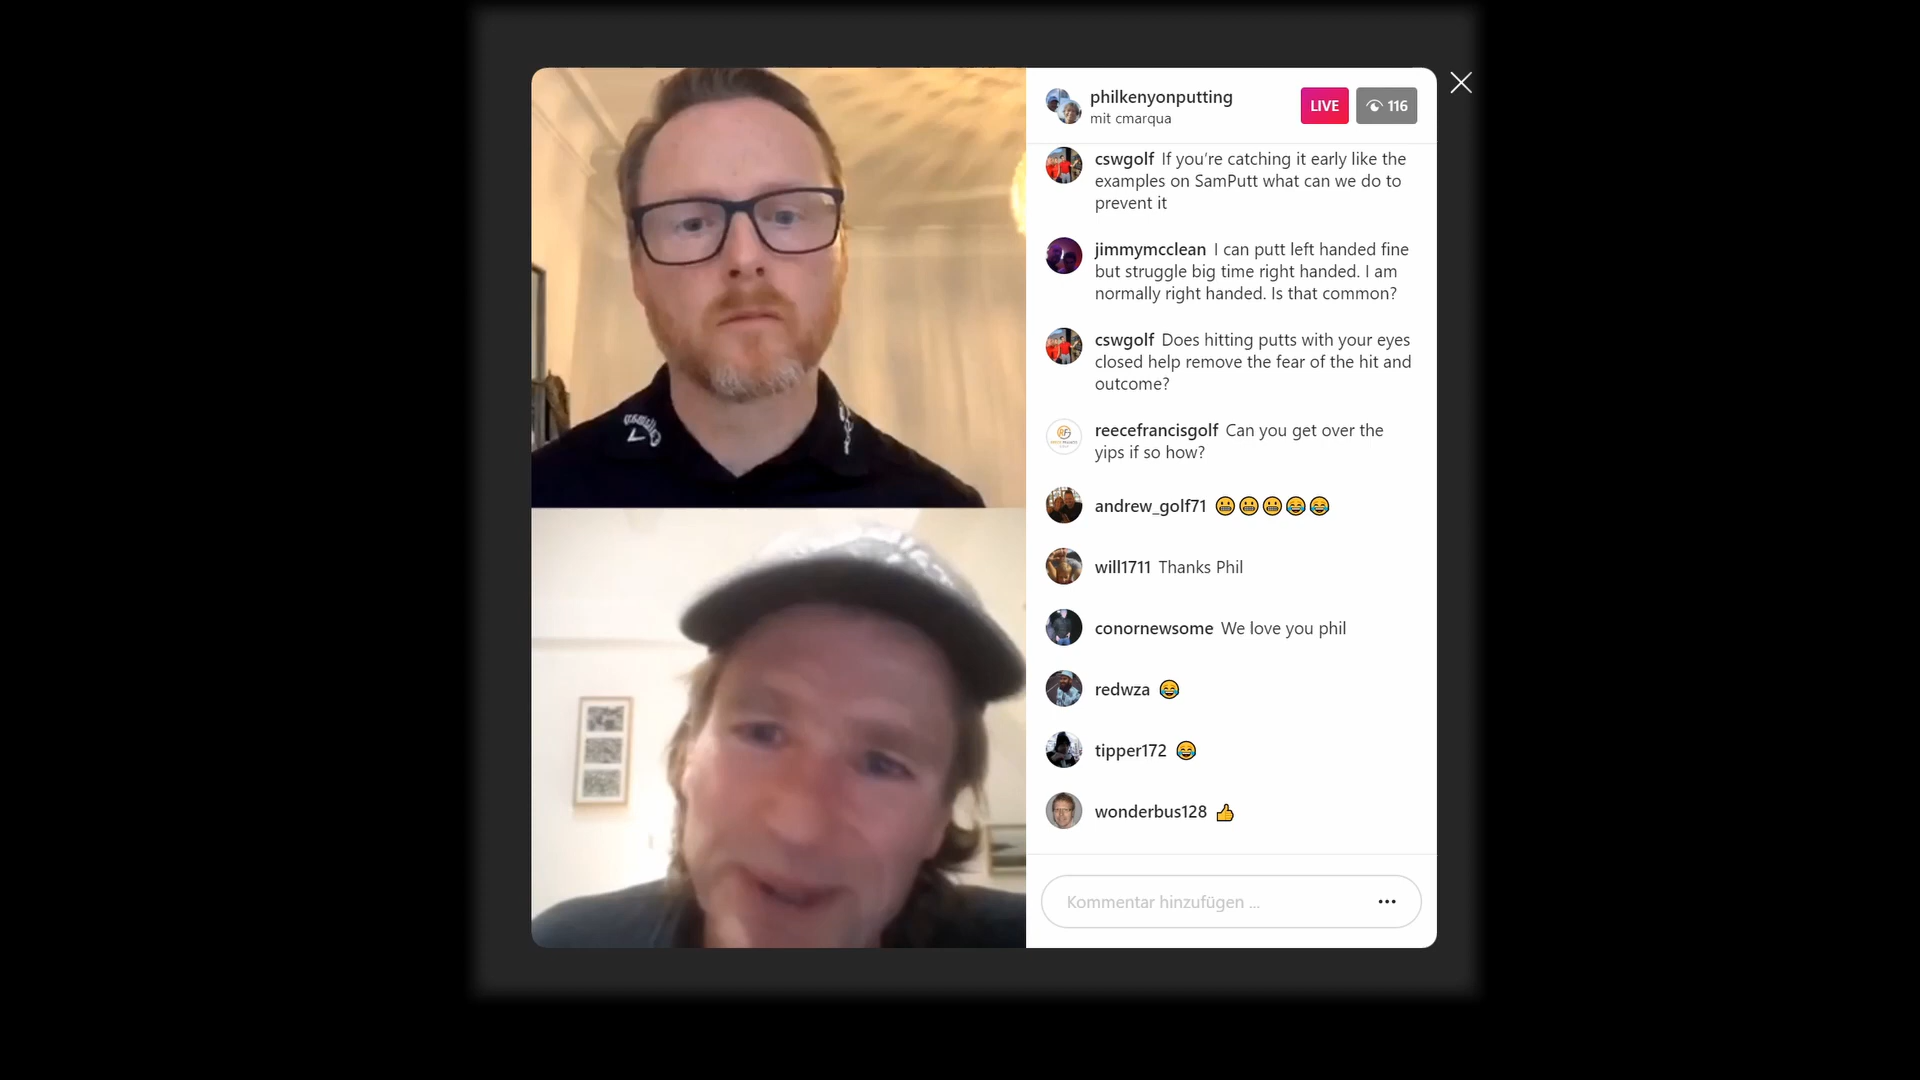 philkenyonputting
mit cmarqua
LIVE
116
cswgolf If you’re catching it early like the
examples on SamPutt what can we do to
prevent it
jimmymcclean I can putt left handed fine
but struggle big time right handed. I am
normally right handed. Is that common?
cswgolf Does hitting putts with your eyes
closed help remove the fear of the hit and
outcome?
reecefrancisgolf Can you get over the
yips if so how?
andrew_golf71 😬😬😬😂😂
will1711 Thanks Phil
conornewsome We love you phil
redwza 😂
tipper172 😂
wonderbus128 👍
Kommentar hinzufügen ...